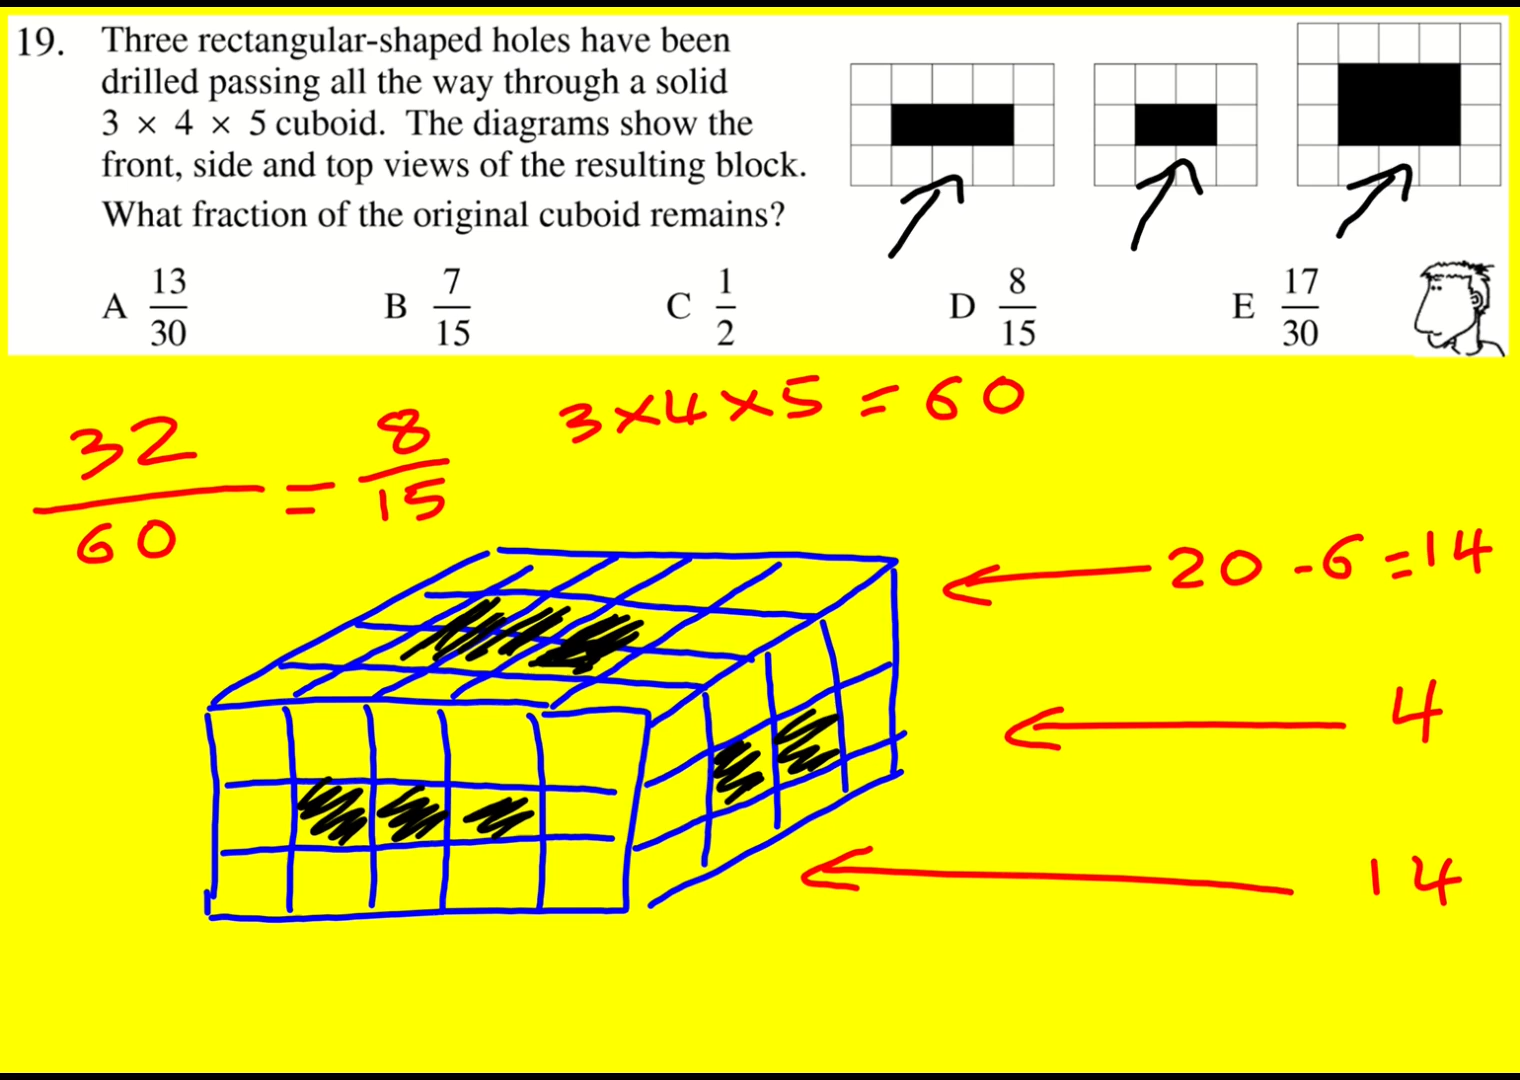 19. Three rectangular-shaped holes have been
drilled passing all the way through a solid
3 × 4 × 5 cuboid. The diagrams show the
front, side and top views of the resulting block.
What fraction of the original cuboid remains?
A 13/30 B 7/15 C 1/2 D 8/15 E 17/30
3×4×5 = 60
32/60 = 8/15
20 - 6 = 14
4
14